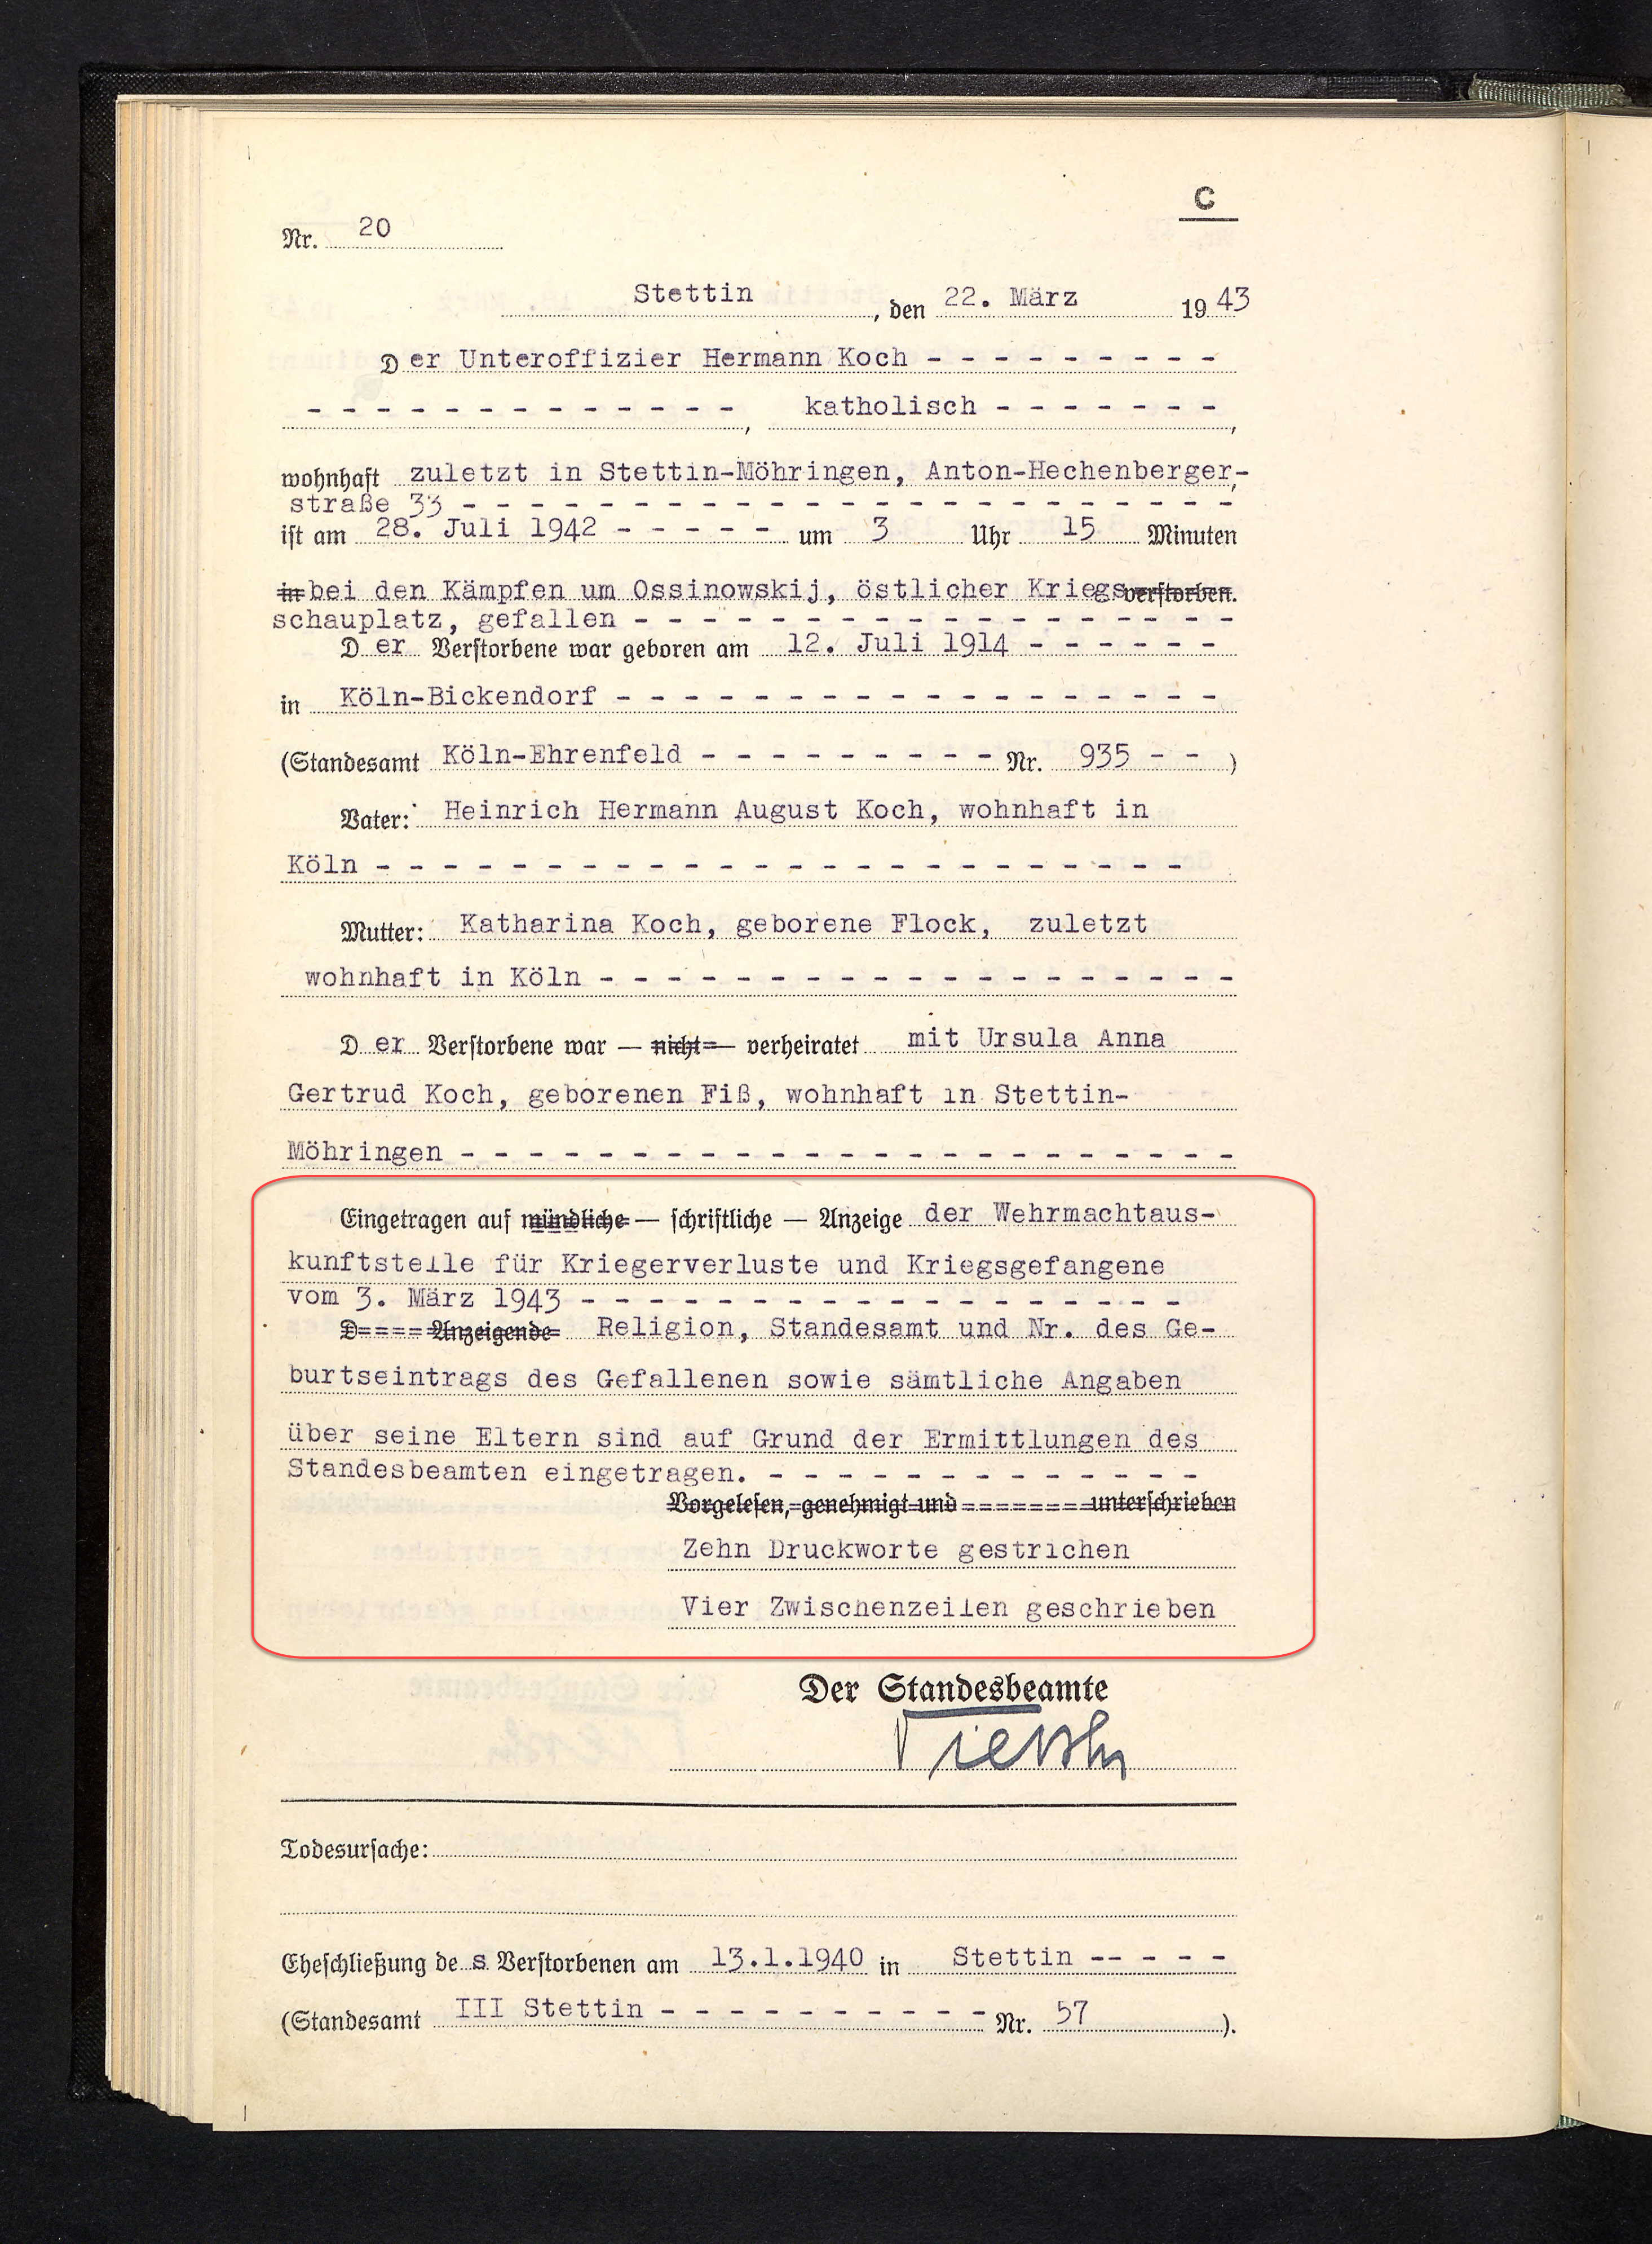 C
Nr. 20
Stettin, den 22. März 1943
Der Unteroffizier Hermann Koch - - - - - - - - -
- - - - - - - - - - - - -, katholisch - - - - - - -,
wohnhaft zuletzt in Stettin-Möhringen, Anton-Hechenberger,-
straße 33 - - - - - - - - - - - - - - - - - - - - - - -
ist am 28. Juli 1942 - - - - - um 3 Uhr 15 Minuten
in bei den Kämpfen um Ossinowskij, östlicher Kriegs verstorben.
schauplatz, gefallen - - - - - - - - - - - - - - - - - -
Der Verstorbene war geboren am 12. Juli 1914 - - - - - -
in Köln-Bickendorf - - - - - - - - - - - - - - - - - -
(Standesamt Köln-Ehrenfeld - - - - - - - - - Nr. 935 - - )
Vater: Heinrich Hermann August Koch, wohnhaft in
Köln - - - - - - - - - - - - - - - - - - - - - - - -
Mutter: Katharina Koch, geborene Flock, zuletzt
wohnhaft in Köln - - - - - - - - - - - - - - - - - - -
Der Verstorbene war — nicht — verheiratet mit Ursula Anna
Gertrud Koch, geborenen Fiß, wohnhaft in Stettin-
Möhringen - - - - - - - - - - - - - - - - - - - - - - -
Eingetragen auf mündliche — schriftliche — Anzeige der Wehrmachtaus-
kunftstelle für Kriegerverluste und Kriegsgefangene
vom 3. März 1943 - - - - - - - - - - - - - - - - - -
D==== Anzeigende Religion, Standesamt und Nr. des Ge-
burtseintrags des Gefallenen sowie sämtliche Angaben
über seine Eltern sind auf Grund der Ermittlungen des
Standesbeamten eingetragen. - - - - - - - - - - - - -
Vorgelesen, genehmigt und ======== unterschrieben
Zehn Druckworte gestrichen
Vier Zwischenzeilen geschrieben
Der Standesbeamte
Todesursache:
Eheschließung des Verstorbenen am 13.1.1940 in Stettin -- - - -
(Standesamt III Stettin - - - - - - - - - - Nr. 57 ).